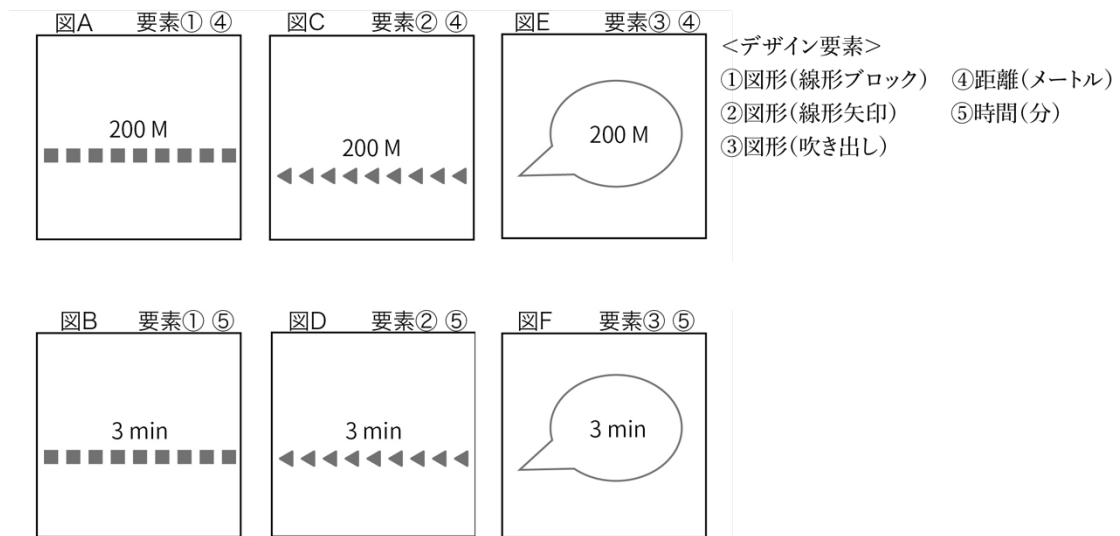 図A 要素① ④
200 M
図C 要素② ④
200 M
図E 要素③ ④
200 M
<デザイン要素>
①図形(線形ブロック) ④距離(メートル)
②図形(線形矢印) ⑤時間(分)
③図形(吹き出し)
図B 要素① ⑤
3 min
図D 要素② ⑤
3 min
図F 要素③ ⑤
3 min